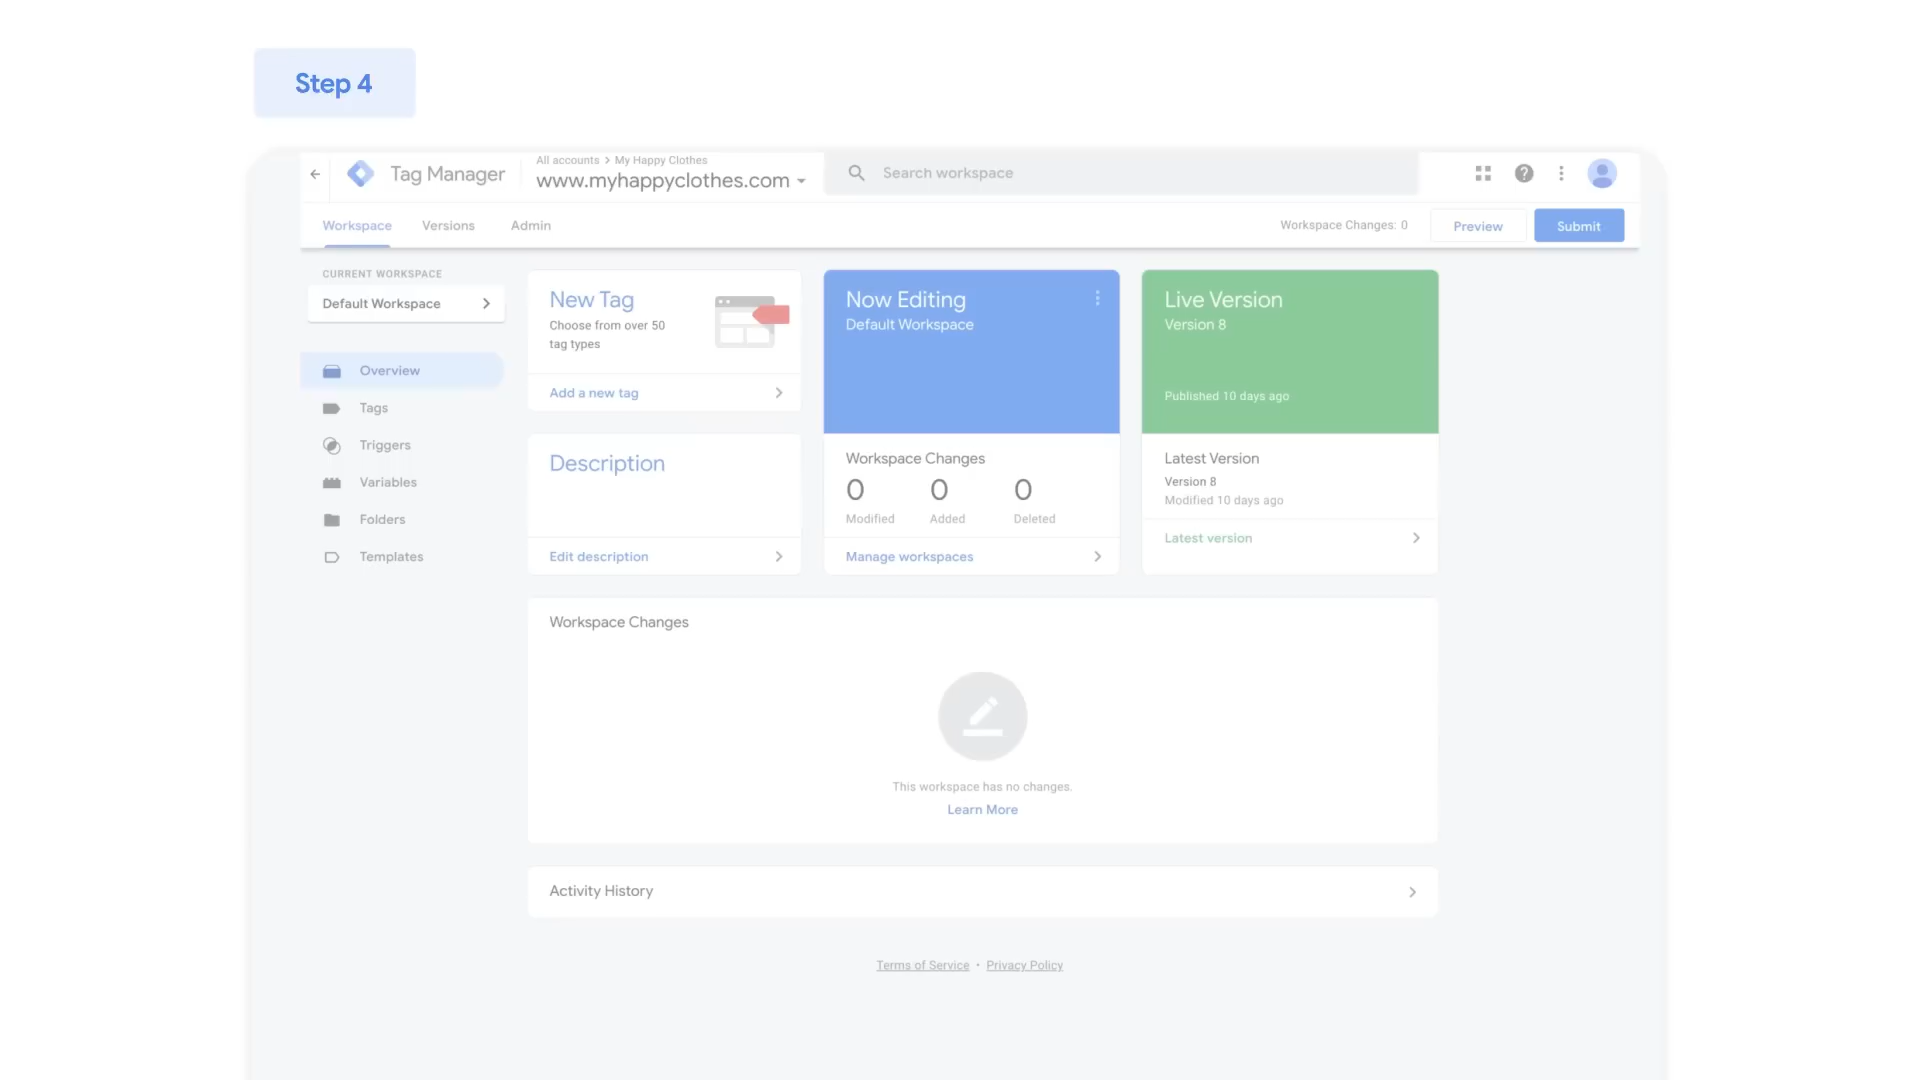 Step 4
Tag Manager
All accounts > My Happy Clothes
www.myhappyclothes.com
Search workspace
Workspace
Versions
Admin
Workspace Changes: 0
Preview
Submit
CURRENT WORKSPACE
Default Workspace
Overview
Tags
Triggers
Variables
Folders
Templates
New Tag
Choose from over 50
tag types
Add a new tag
Description
Edit description
Now Editing
Default Workspace
Workspace Changes
0 0 0
Modified Added Deleted
Manage workspaces
Live Version
Version 8
Published 10 days ago
Latest Version
Version 8
Modified 10 days ago
Latest version
Workspace Changes
This workspace has no changes.
Learn More
Activity History
Terms of Service • Privacy Policy